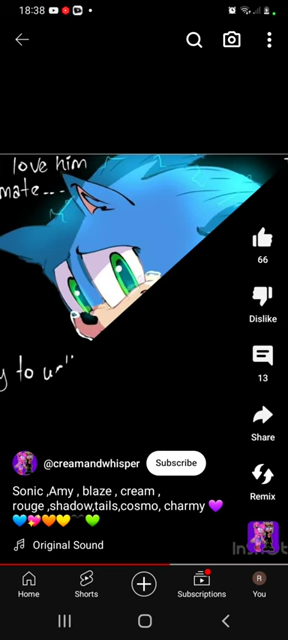 18:38
love him
mate...
y to u
66
Dislike
13
Share
@creamandwhisper
Subscribe
Remix
Sonic ,Amy , blaze , cream ,
rouge ,shadow,tails,cosmo, charmy 💜
💙💖🧡💛🖤💚
Original Sound
Home
Shorts
Subscriptions
R
You